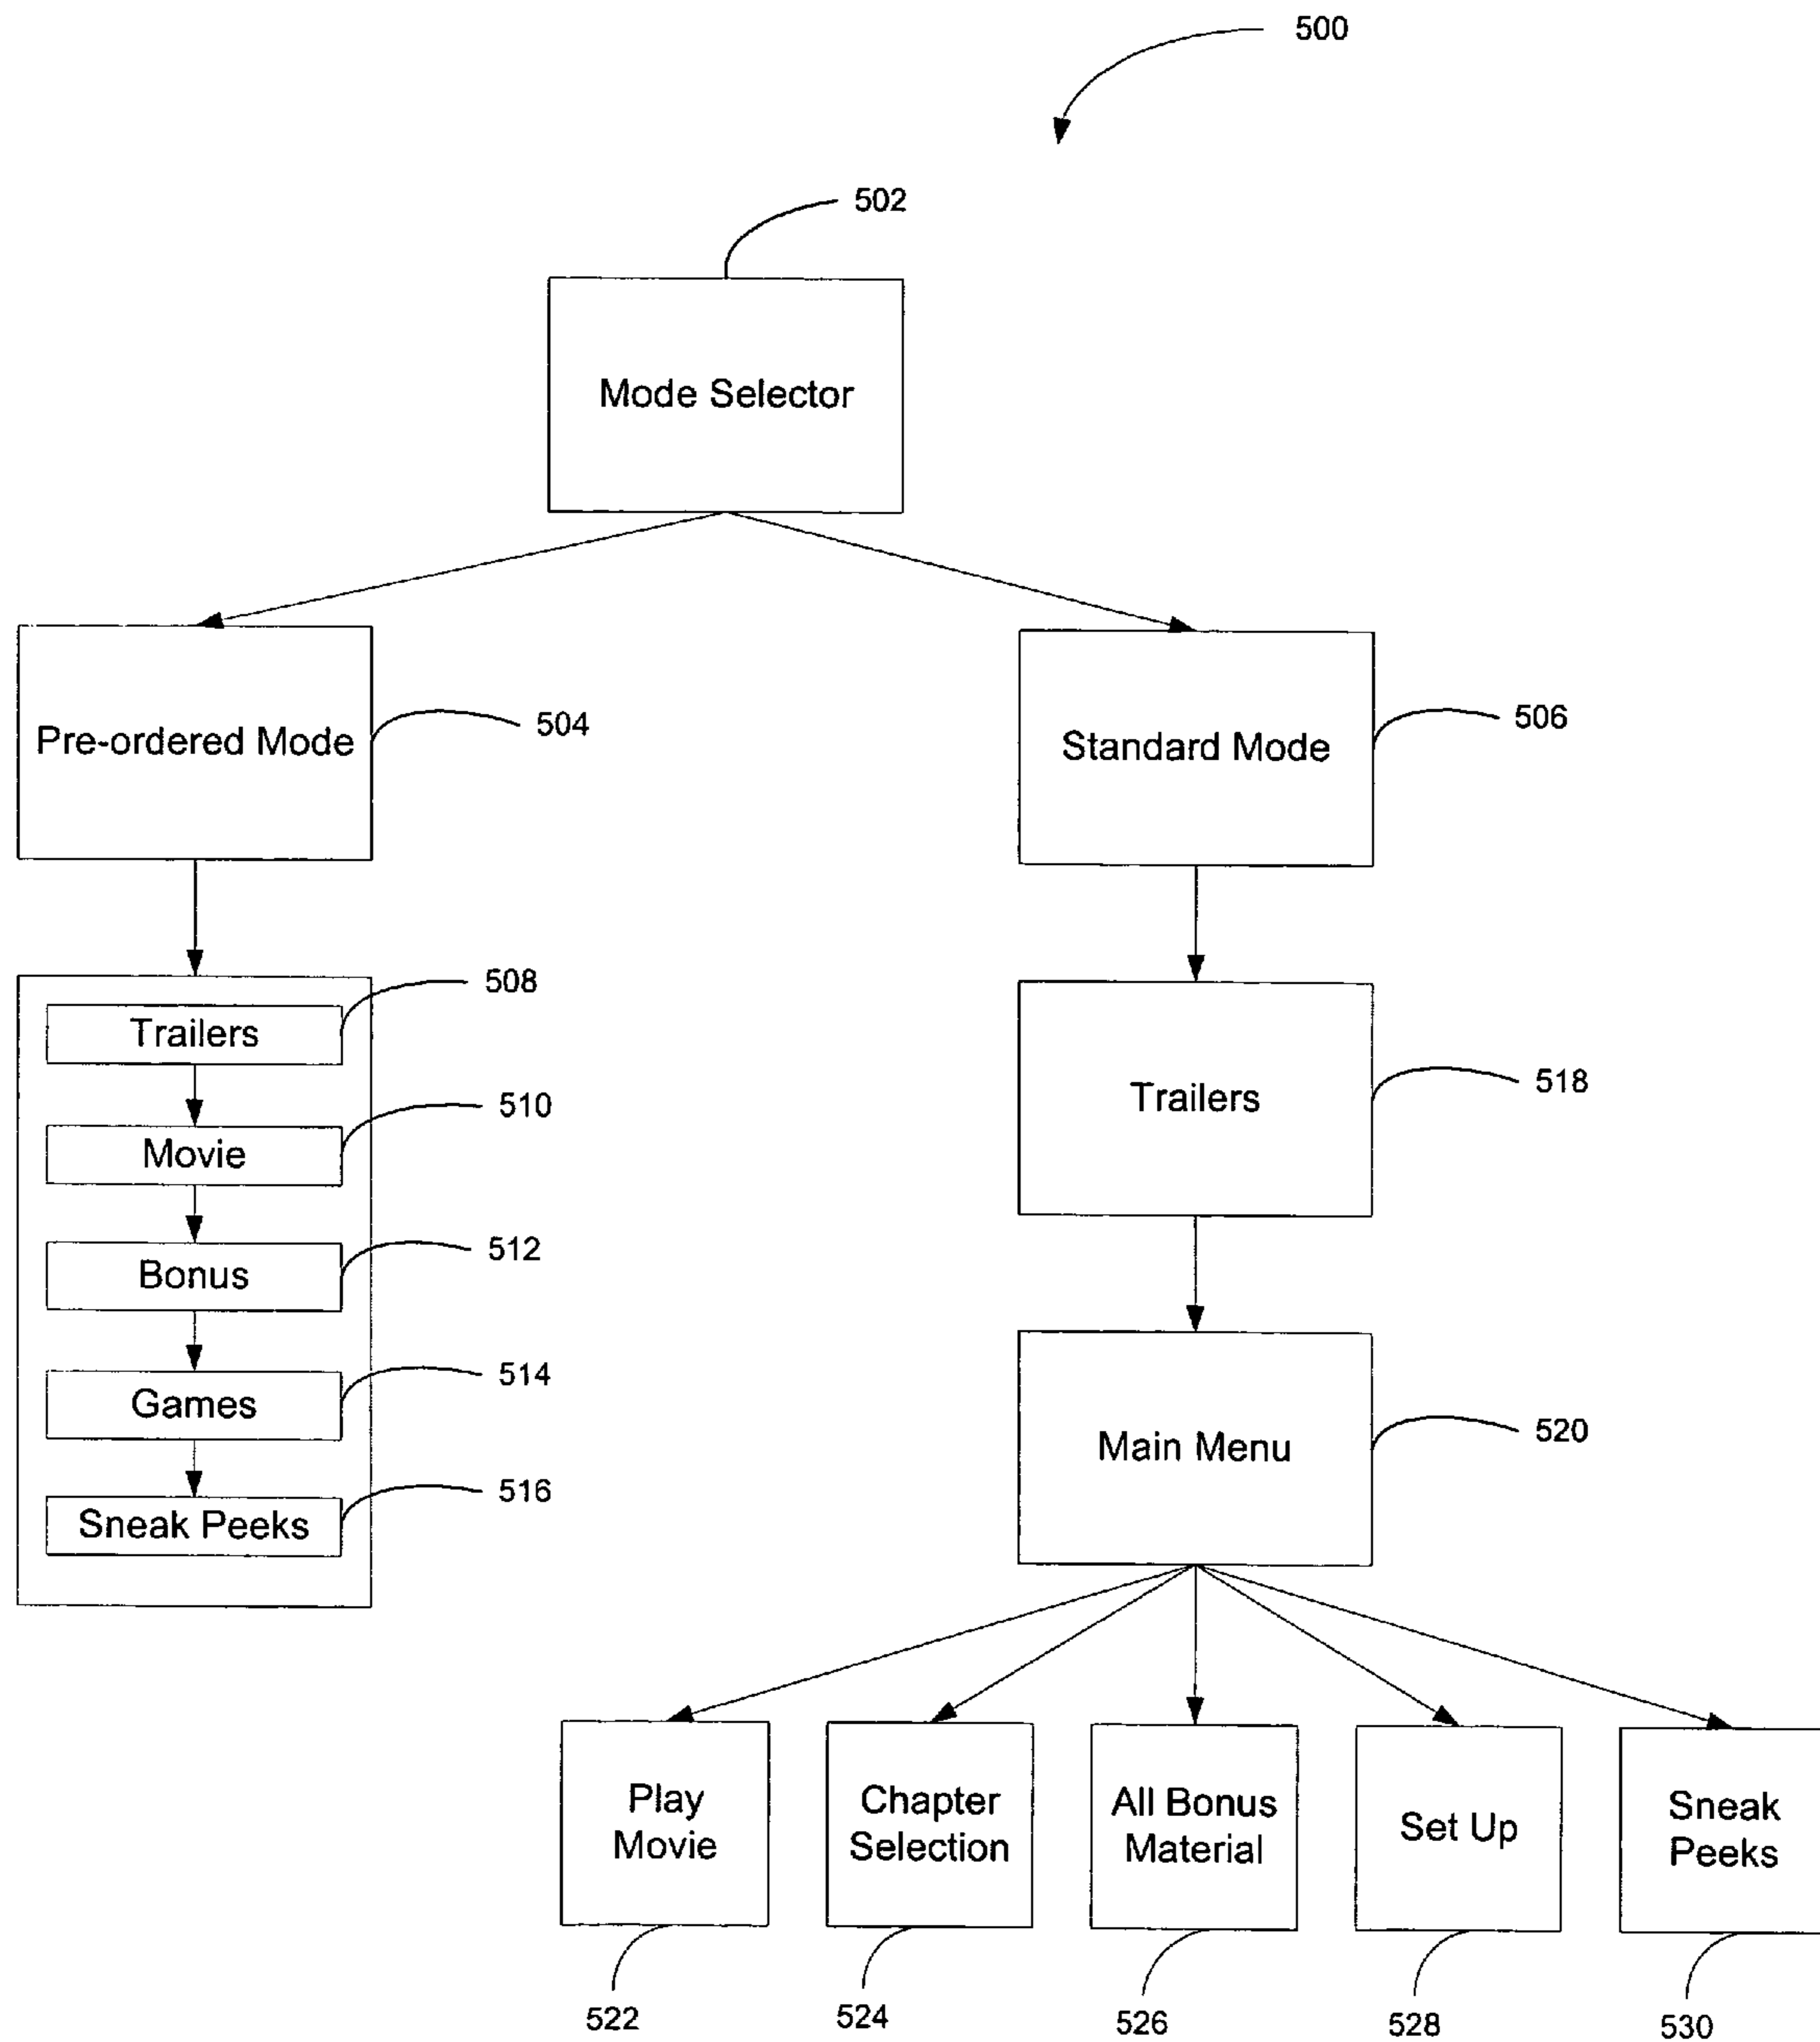 500
502
Mode Selector
Pre-ordered Mode
504
Standard Mode
506
Trailers
508
Movie
510
Bonus
512
Games
514
Sneak Peeks
516
Trailers
518
Main Menu
520
Play
Movie
Chapter
Selection
All Bonus
Material
Set Up
Sneak
Peeks
522
524
526
528
530